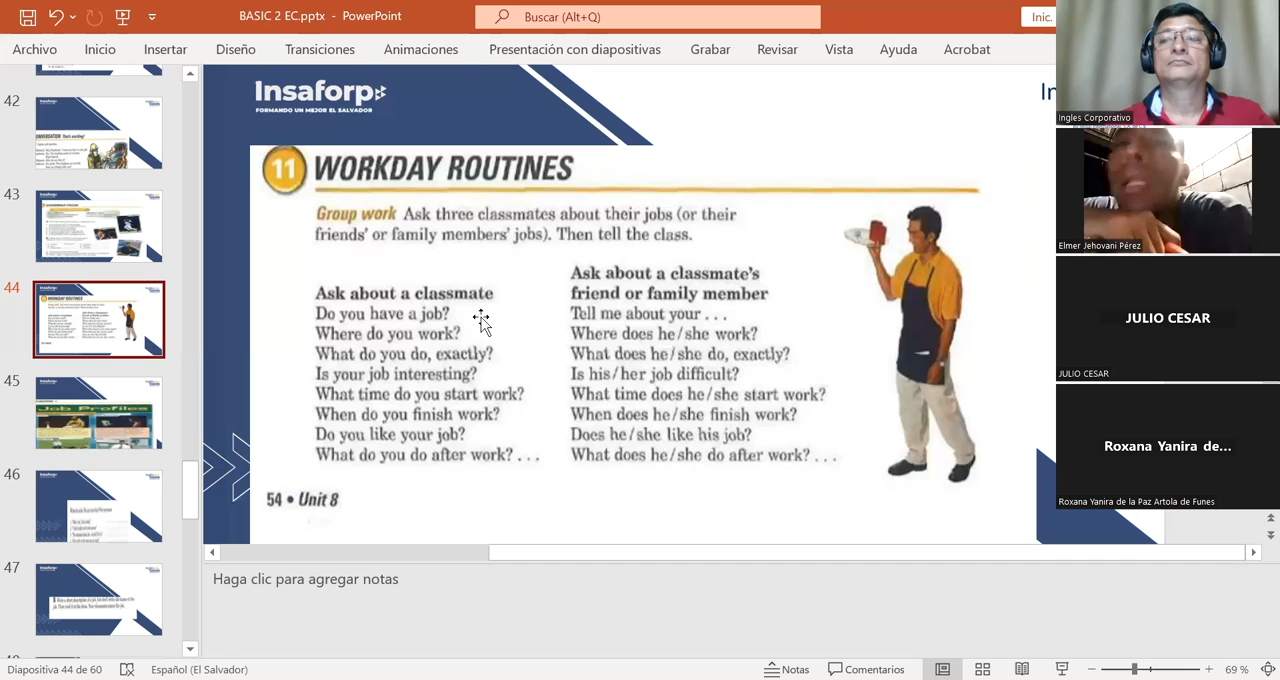 BASIC 2 EC.pptx - PowerPoint
Buscar (Alt+Q)
Inic.
Archivo Inicio Insertar Diseño Transiciones Animaciones Presentación con diapositivas Grabar Revisar Vista Ayuda Acrobat
42
43
44
45
Job Profiles
46
47
Insaforp
FORMANDO UN MEJOR EL SALVADOR
In
11 WORKDAY ROUTINES
Group work Ask three classmates about their jobs (or their
friends' or family members' jobs). Then tell the class.
Ask about a classmate
Do you have a job?
Where do you work?
What do you do, exactly?
Is your job interesting?
What time do you start work?
When do you finish work?
Do you like your job?
What do you do after work? . . .
Ask about a classmate's
friend or family member
Tell me about your . . .
Where does he/she work?
What does he/she do, exactly?
Is his/her job difficult?
What time does he/she start work?
When does he/she finish work?
Does he/she like his job?
What does he/she do after work? . . .
54 • Unit 8
Haga clic para agregar notas
Ingles Corporativo
Elmer Jehovani Pérez
JULIO CESAR
JULIO CESAR
Roxana Yanira de...
Roxana Yanira de la Paz Artola de Funes
Diapositiva 44 de 60
Español (El Salvador)
Notas
Comentarios
69 %